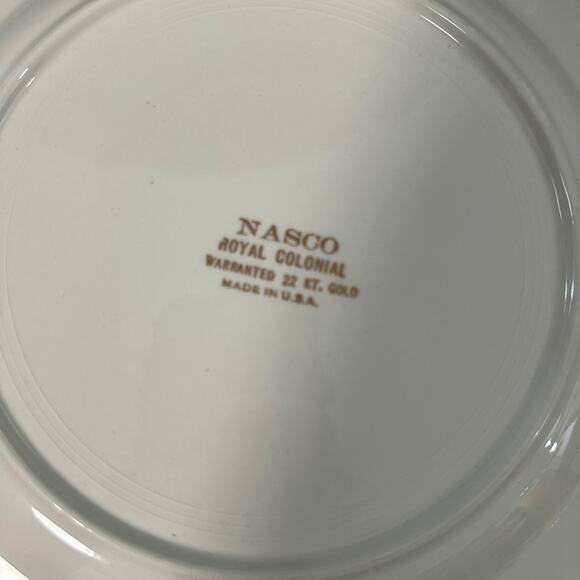 NASCO
ROYAL COLONIAL
WARRANTED 22 KT. GOLD
MADE IN U.S.A.